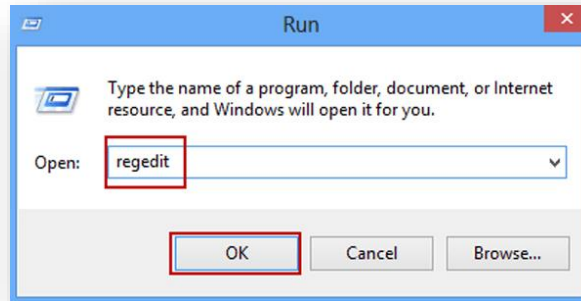 Run
Type the name of a program, folder, document, or Internet
resource, and Windows will open it for you.
Open: regedit
OK Cancel Browse...